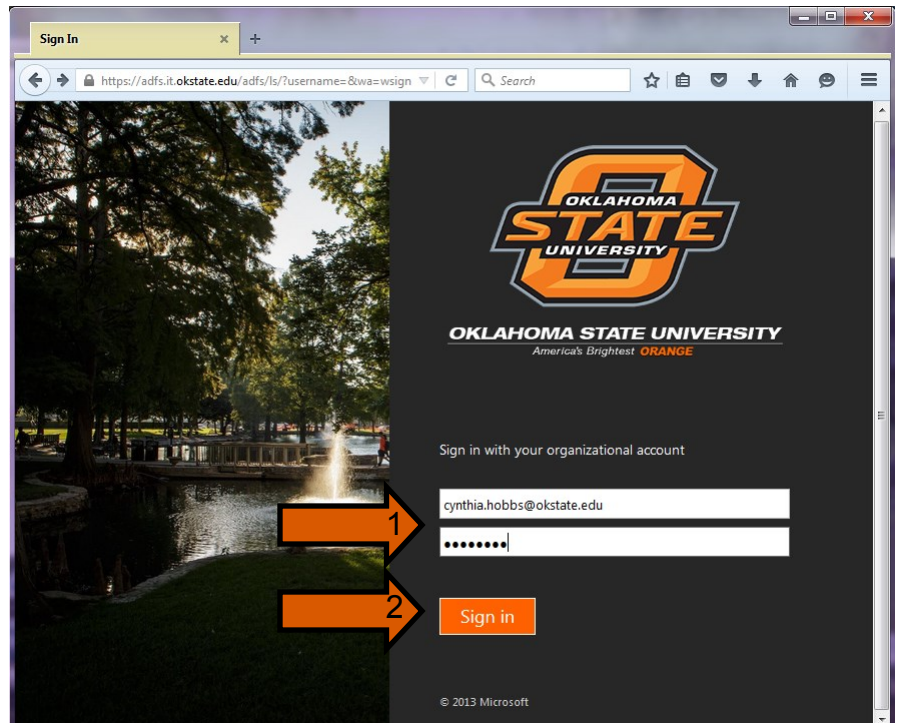 Sign In
https://adfs.it.okstate.edu/adfs/ls/?username=&wa=wsign
Search
OKLAHOMA
STATE
UNIVERSITY
OKLAHOMA STATE UNIVERSITY
America's Brightest ORANGE
Sign in with your organizational account
cynthia.hobbs@okstate.edu
1
••••••••
2
Sign in
© 2013 Microsoft